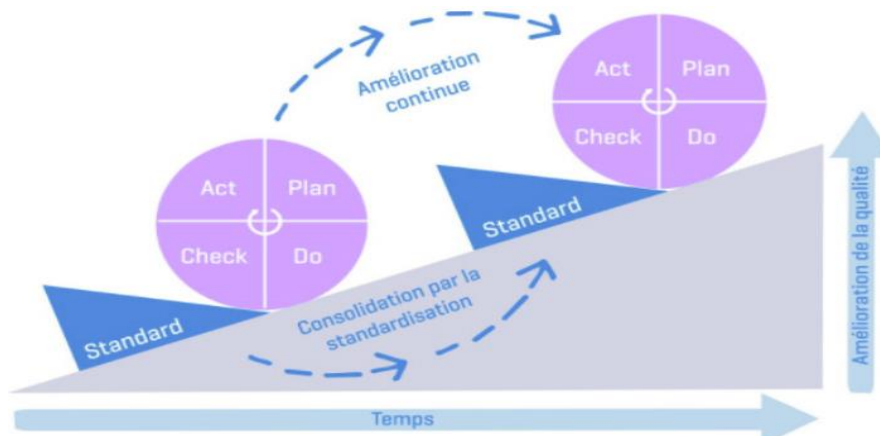 Amélioration
continue
Act
Plan
Check
Do
Act
Plan
Check
Do
Standard
Standard
Consolidation par la
standardisation
Amélioration de la qualité
Temps